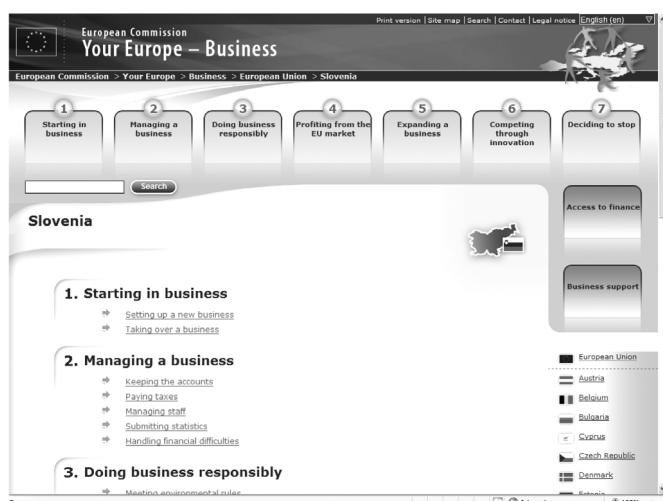 Print version | Site map | Search | Contact | Legal notice English (en)
European Commission
Your Europe – Business
European Commission > Your Europe > Business > European Union > Slovenia
1 2 3 4 5 6 7
Starting in business
Managing a business
Doing business responsibly
Profiting from the EU market
Expanding a business
Competing through innovation
Deciding to stop
Search
Access to finance
Slovenia
Business support
1. Starting in business
Setting up a new business
Taking over a business
2. Managing a business
Keeping the accounts
Paying taxes
Managing staff
Submitting statistics
Handling financial difficulties
3. Doing business responsibly
Meeting environmental rules
European Union
Austria
Belgium
Bulgaria
Cyprus
Czech Republic
Denmark
Estonia